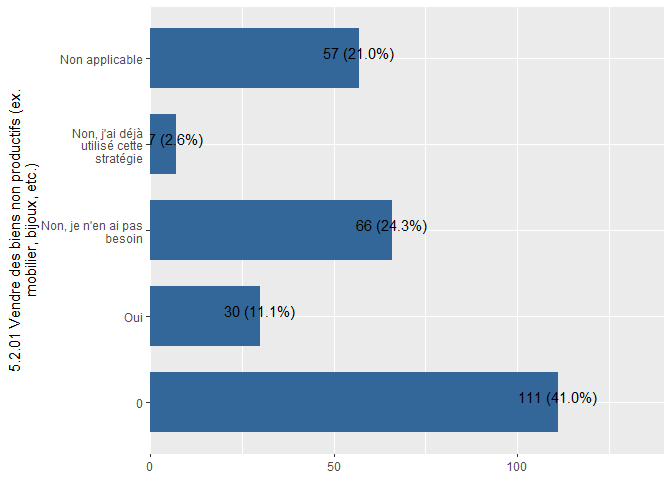 5.2.01 Vendre des biens non productifs (ex.
mobilier, bijoux, etc.)
Non applicable
57 (21.0%)
Non, j'ai déjà
utilisé cette
stratégie
7 (2.6%)
Non, je n'en ai pas
besoin
66 (24.3%)
Oui
30 (11.1%)
0
111 (41.0%)
0
50
100